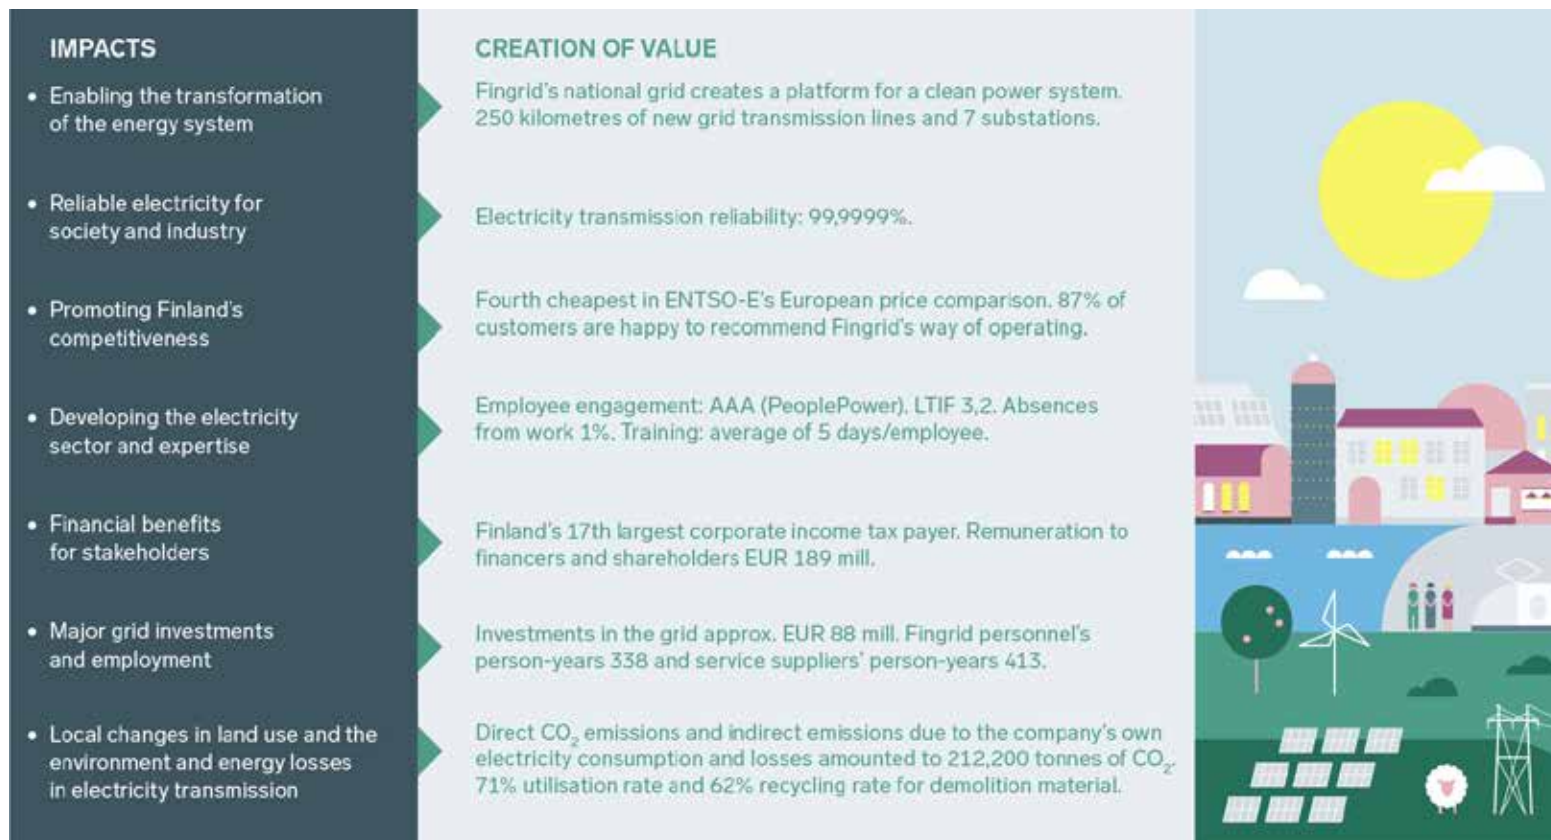 IMPACTS
• Enabling the transformation
of the energy system
• Reliable electricity for
society and industry
• Promoting Finland's
competitiveness
• Developing the electricity
sector and expertise
• Financial benefits
for stakeholders
• Major grid investments
and employment
• Local changes in land use and the
environment and energy losses
in electricity transmission
CREATION OF VALUE
Fingrid's national grid creates a platform for a clean power system.
250 kilometres of new grid transmission lines and 7 substations.
Electricity transmission reliability: 99,9999%.
Fourth cheapest in ENTSO-E's European price comparison. 87% of
customers are happy to recommend Fingrid's way of operating.
Employee engagement: AAA (PeoplePower). LTIF 3,2. Absences
from work 1%. Training: average of 5 days/employee.
Finland's 17th largest corporate income tax payer. Remuneration to
financers and shareholders EUR 189 mill.
Investments in the grid approx. EUR 88 mill. Fingrid personnel's
person-years 338 and service suppliers' person-years 413.
Direct CO₂ emissions and indirect emissions due to the company's own
electricity consumption and losses amounted to 212,200 tonnes of CO₂.
71% utilisation rate and 62% recycling rate for demolition material.